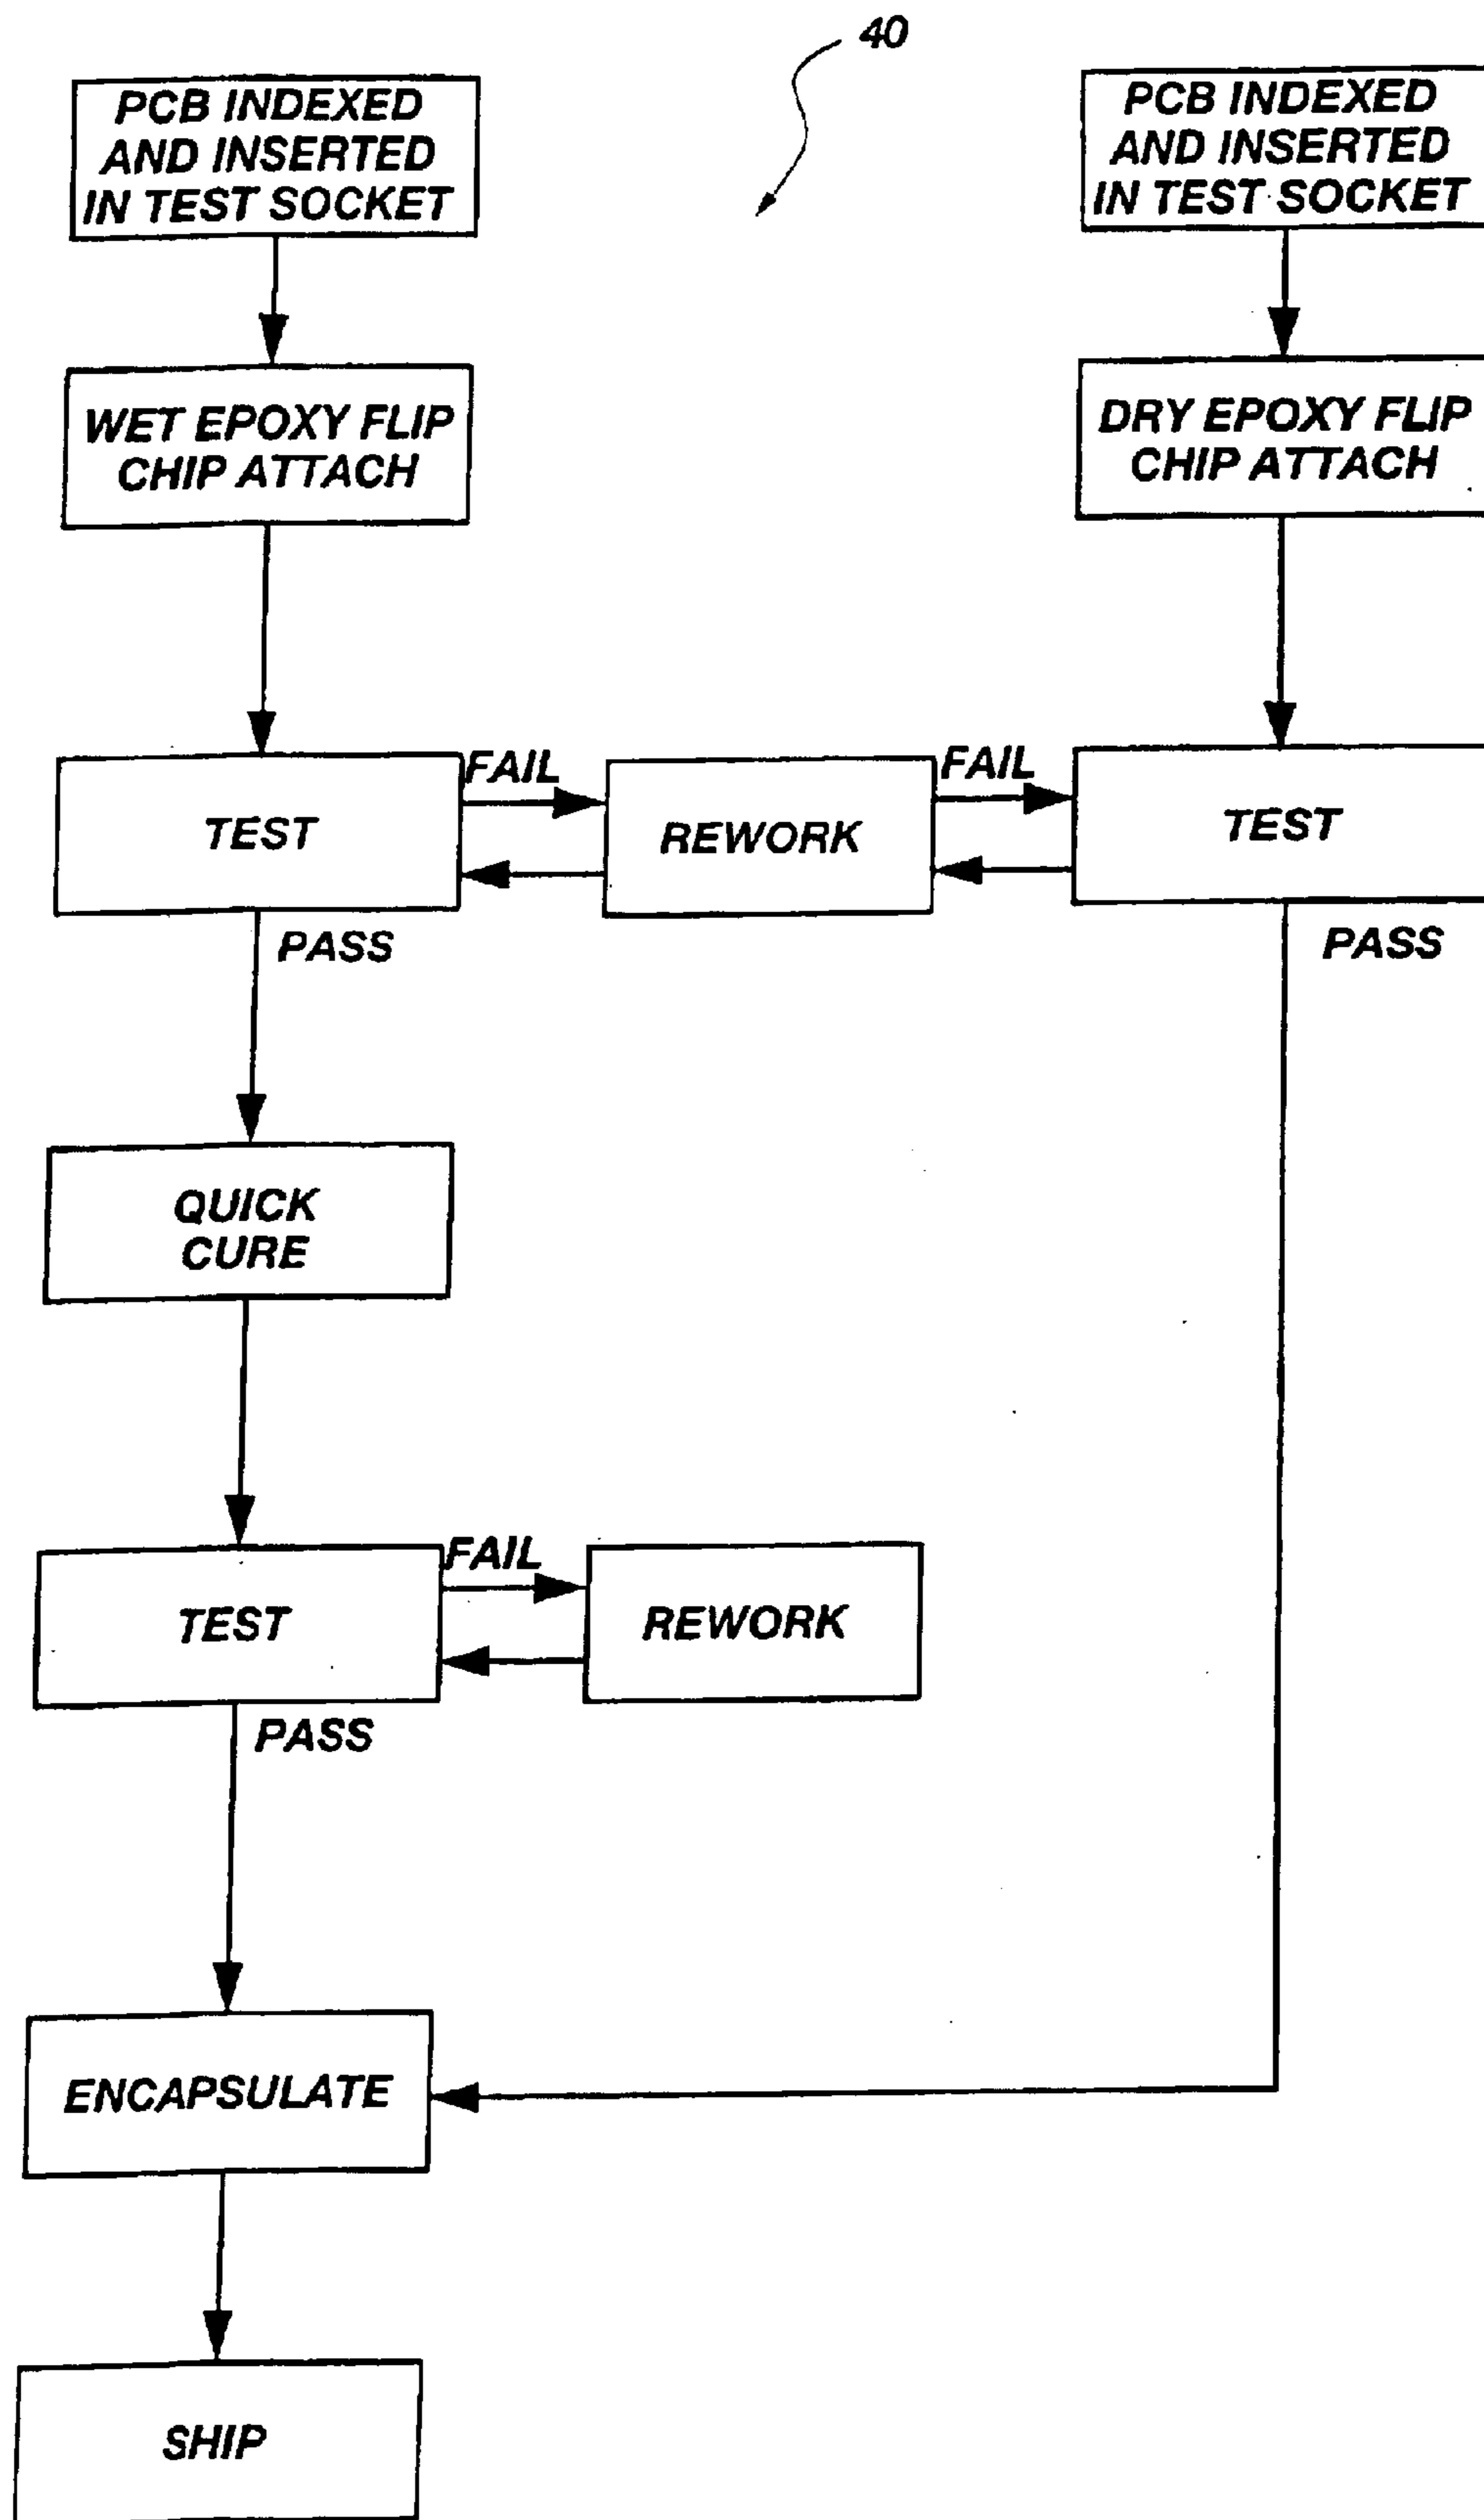 40
PCB INDEXED
AND INSERTED
IN TEST SOCKET
PCB INDEXED
AND INSERTED
IN TEST SOCKET
WET EPOXY FLIP
CHIP ATTACH
DRY EPOXY FLIP
CHIP ATTACH
TEST
FAIL
REWORK
FAIL
TEST
PASS
PASS
QUICK
CURE
TEST
FAIL
REWORK
PASS
ENCAPSULATE
SHIP